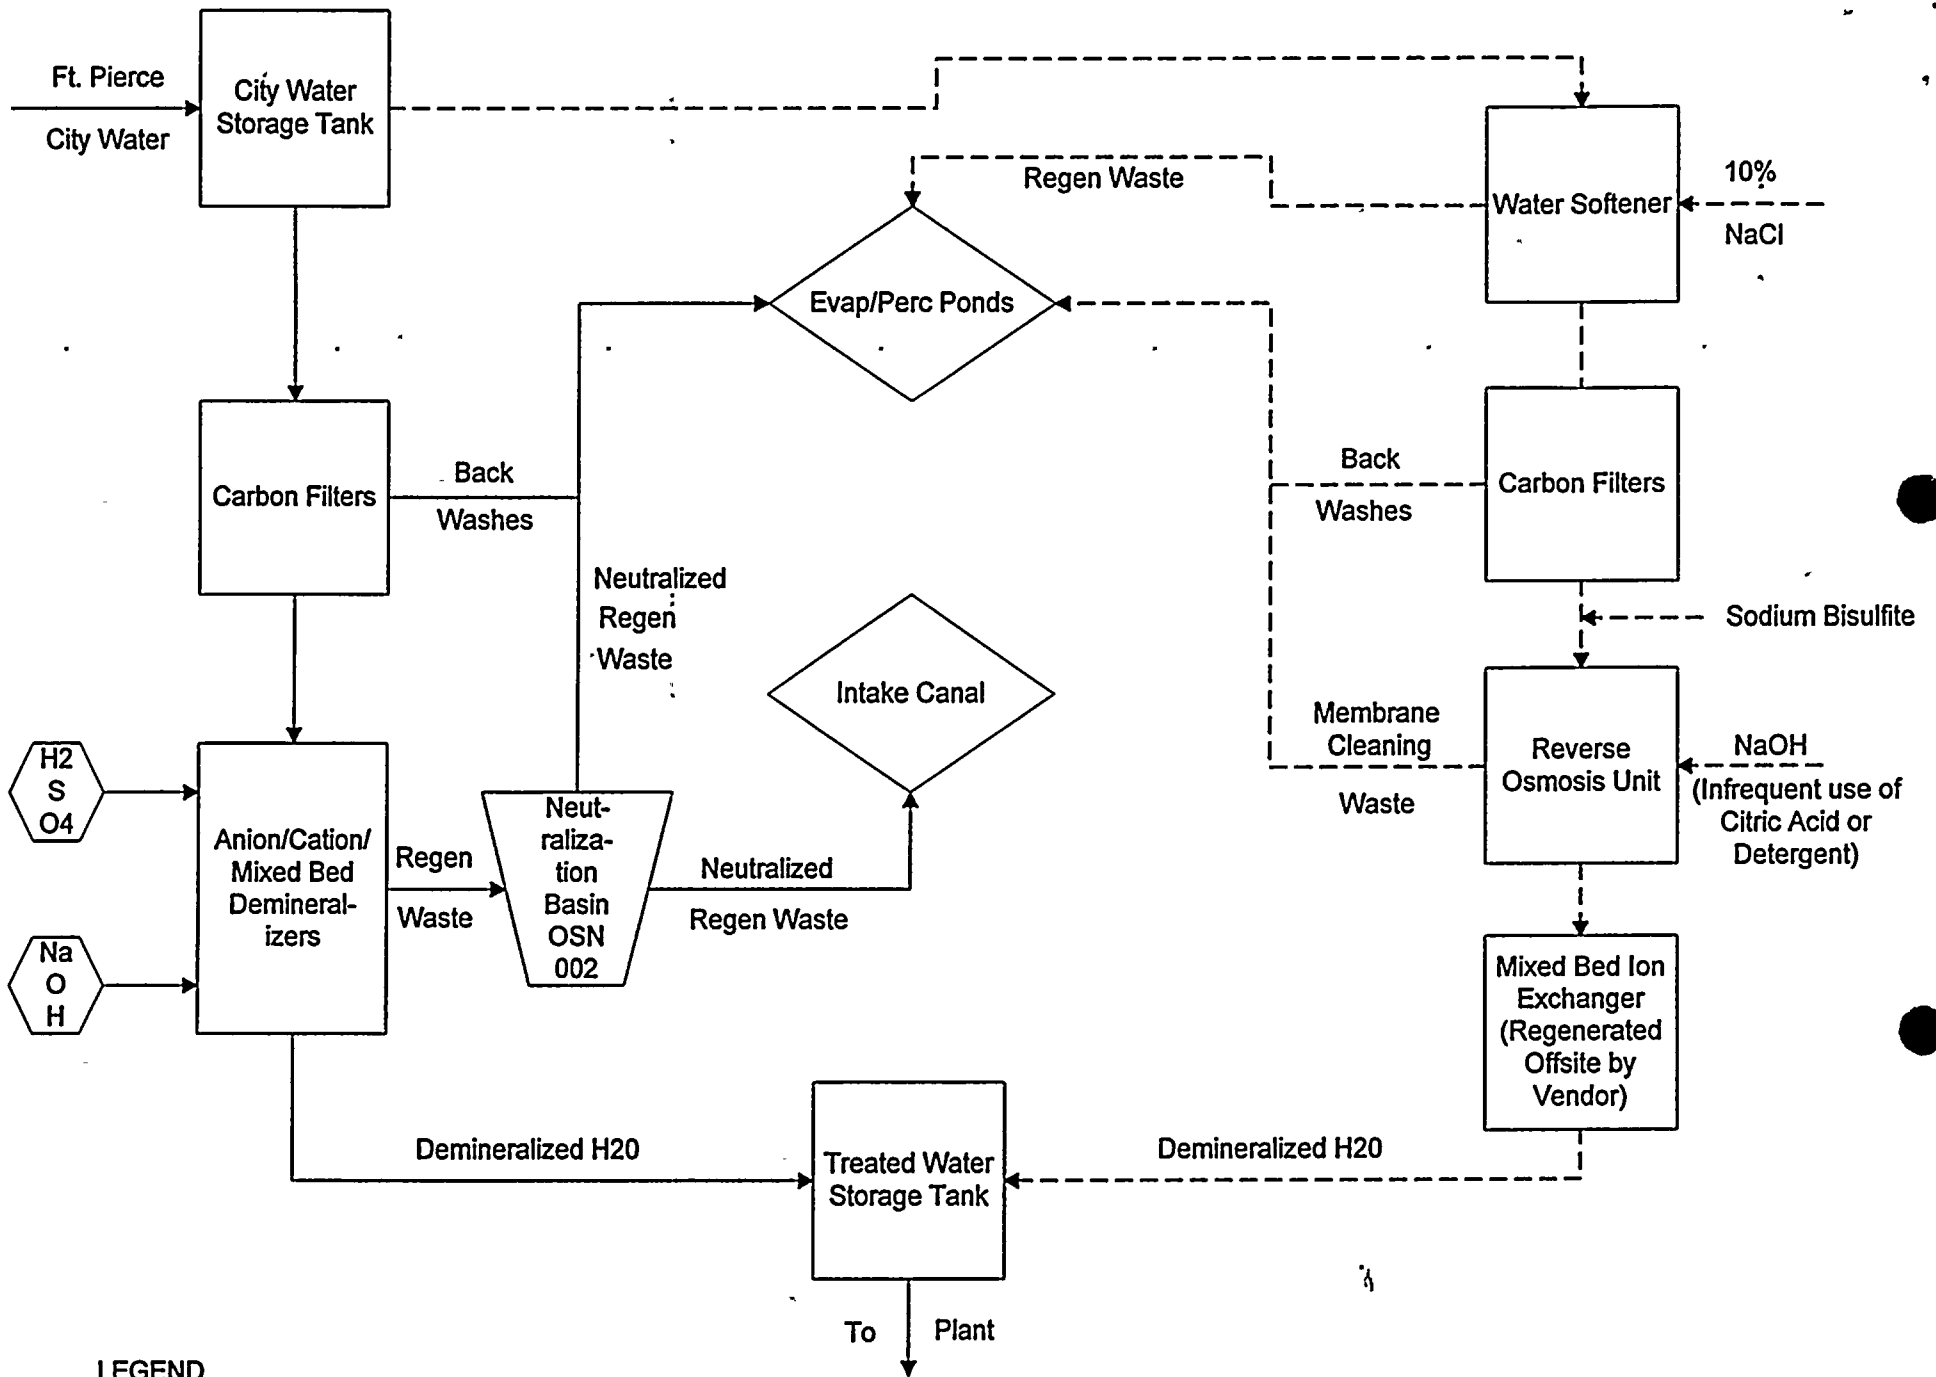 Ft. Pierce
City Water
City Water
Storage Tank
Regen Waste
Water Softener
10%
NaCl
Evap/Perc Ponds
Carbon Filters
Back
Washes
Back
Washes
Carbon Filters
Neutralized
Regen
Waste
Sodium Bisulfite
Intake Canal
Membrane
Cleaning
Waste
Reverse
Osmosis Unit
NaOH
(Infrequent use of
Citric Acid or
Detergent)
H2
S
O4
Na
O
H
Anion/Cation/
Mixed Bed
Demineral-
izers
Regen
Waste
Neut-
raliza-
tion
Basin
OSN
002
Neutralized
Regen Waste
Mixed Bed Ion
Exchanger
(Regenerated
Offsite by
Vendor)
Demineralized H20
Treated Water
Storage Tank
Demineralized H20
To Plant
LEGEND